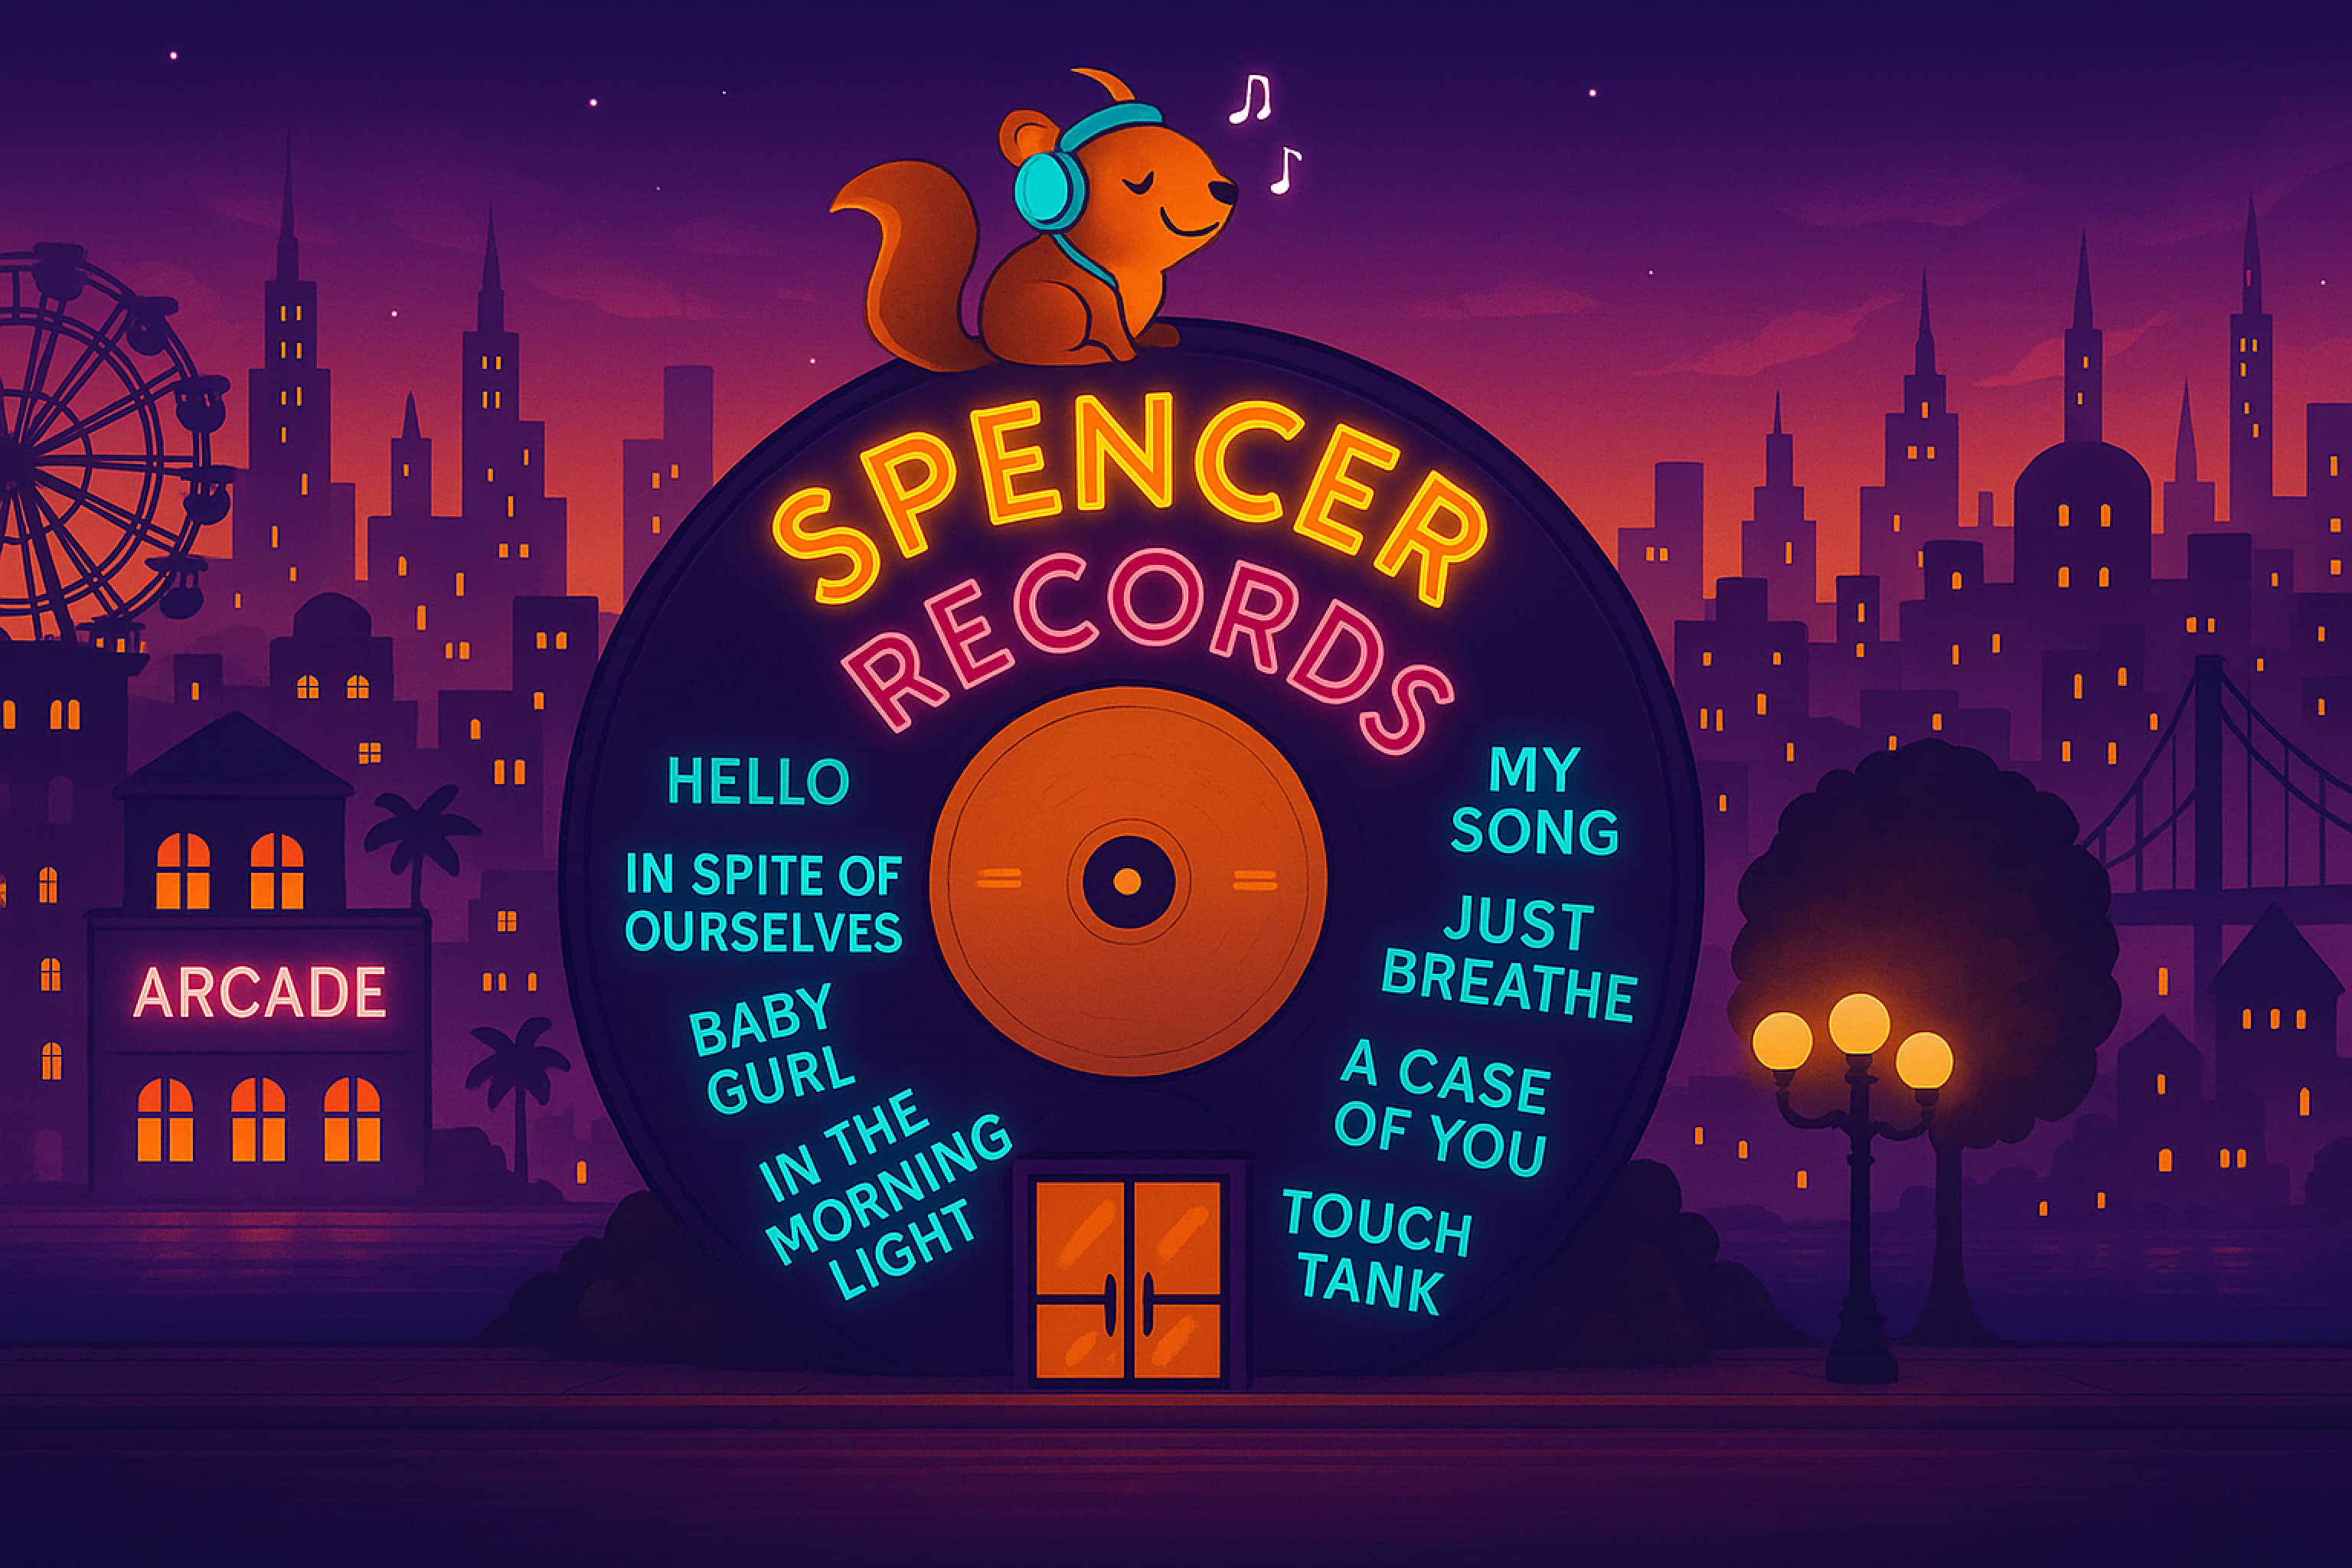 SPENCER
RECORDS
HELLO
IN SPITE OF
OURSELVES
BABY
GURL
IN THE
MORNING
LIGHT
MY
SONG
JUST
BREATHE
A CASE
OF YOU
TOUCH
TANK
ARCADE